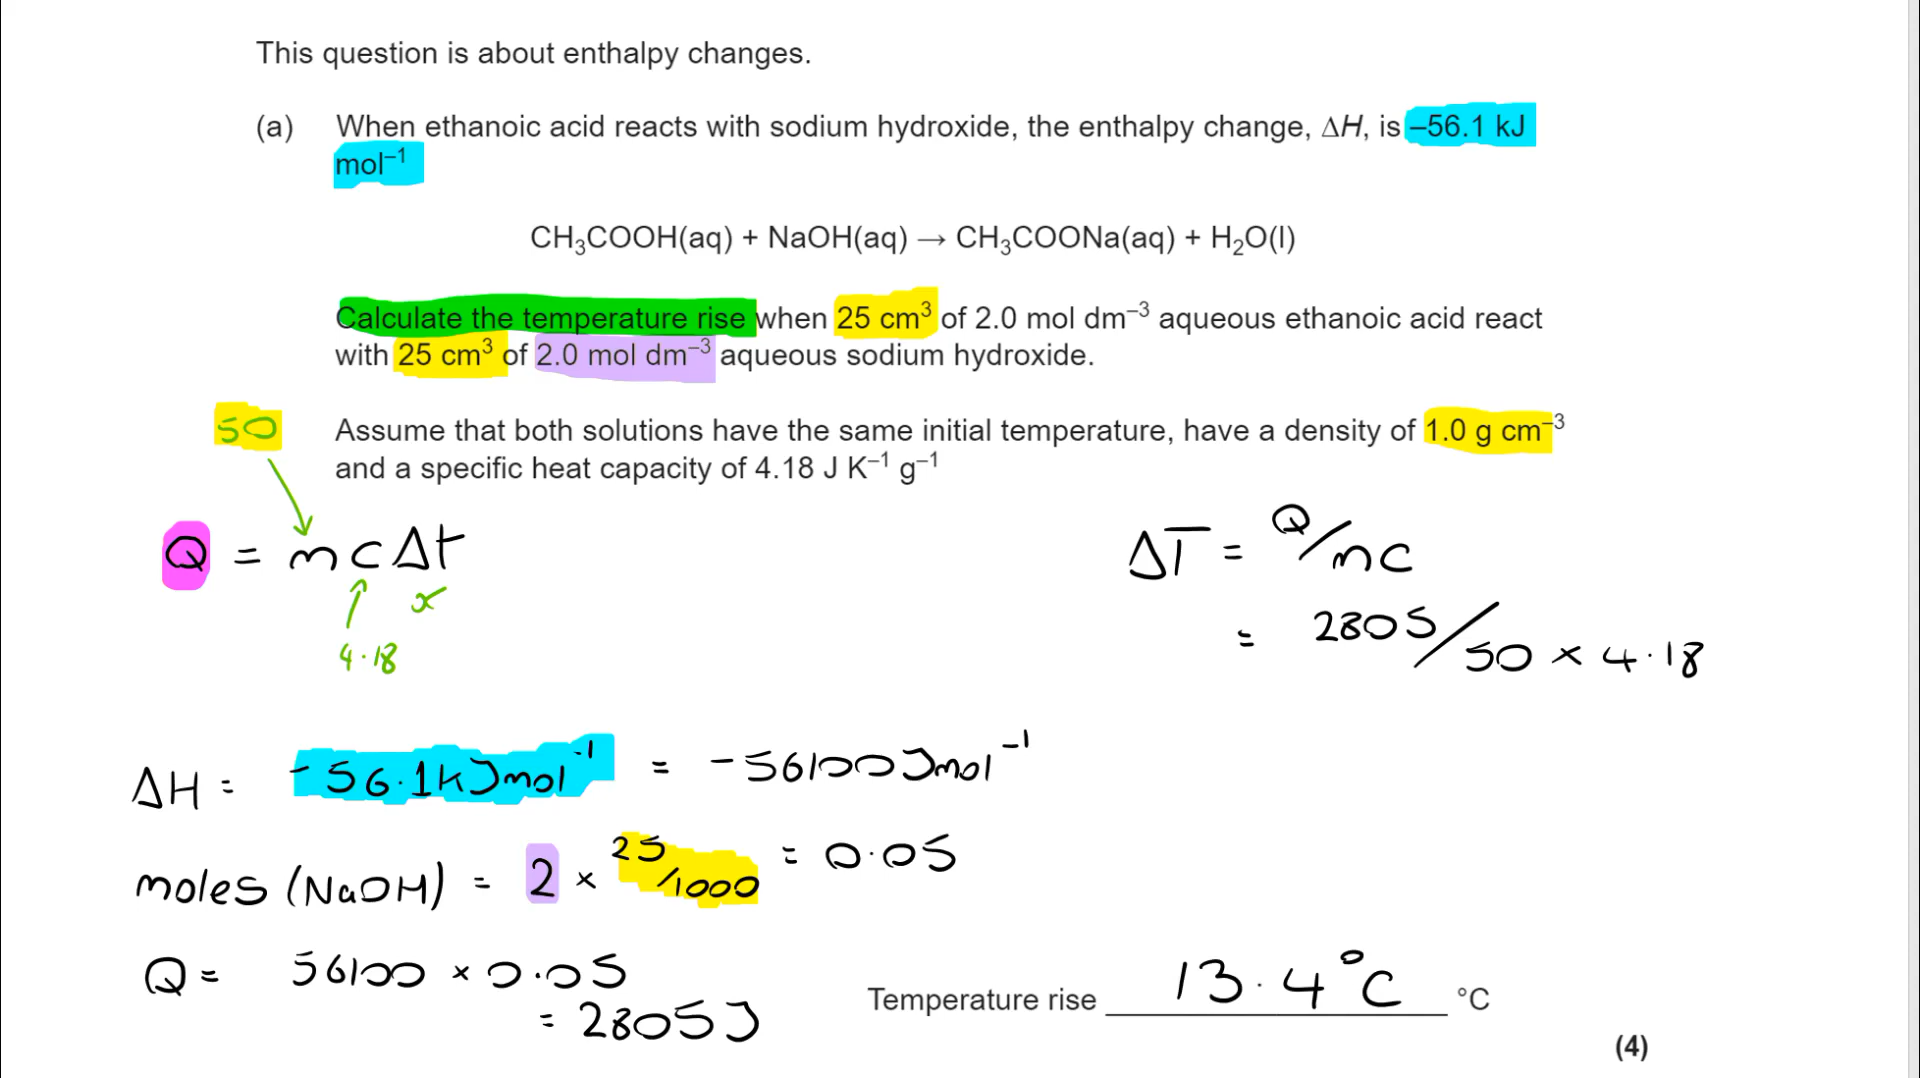 This question is about enthalpy changes.
(a) When ethanoic acid reacts with sodium hydroxide, the enthalpy change, ΔH, is –56.1 kJ
mol⁻¹
CH₃COOH(aq) + NaOH(aq) → CH₃COONa(aq) + H₂O(l)
Calculate the temperature rise when 25 cm³ of 2.0 mol dm⁻³ aqueous ethanoic acid react
with 25 cm³ of 2.0 mol dm⁻³ aqueous sodium hydroxide.
50
Assume that both solutions have the same initial temperature, have a density of 1.0 g cm⁻³
and a specific heat capacity of 4.18 J K⁻¹ g⁻¹
Q = mcΔt
x
4.18
ΔT = Q/mc
= 2805/50 × 4.18
ΔH = -56.1kJmol⁻¹ = -56100Jmol⁻¹
moles (NaOH) = 2 × 25/1000 = 0.05
Q = 56100 × 0.05
= 2805J
Temperature rise 13.4°C °C
(4)